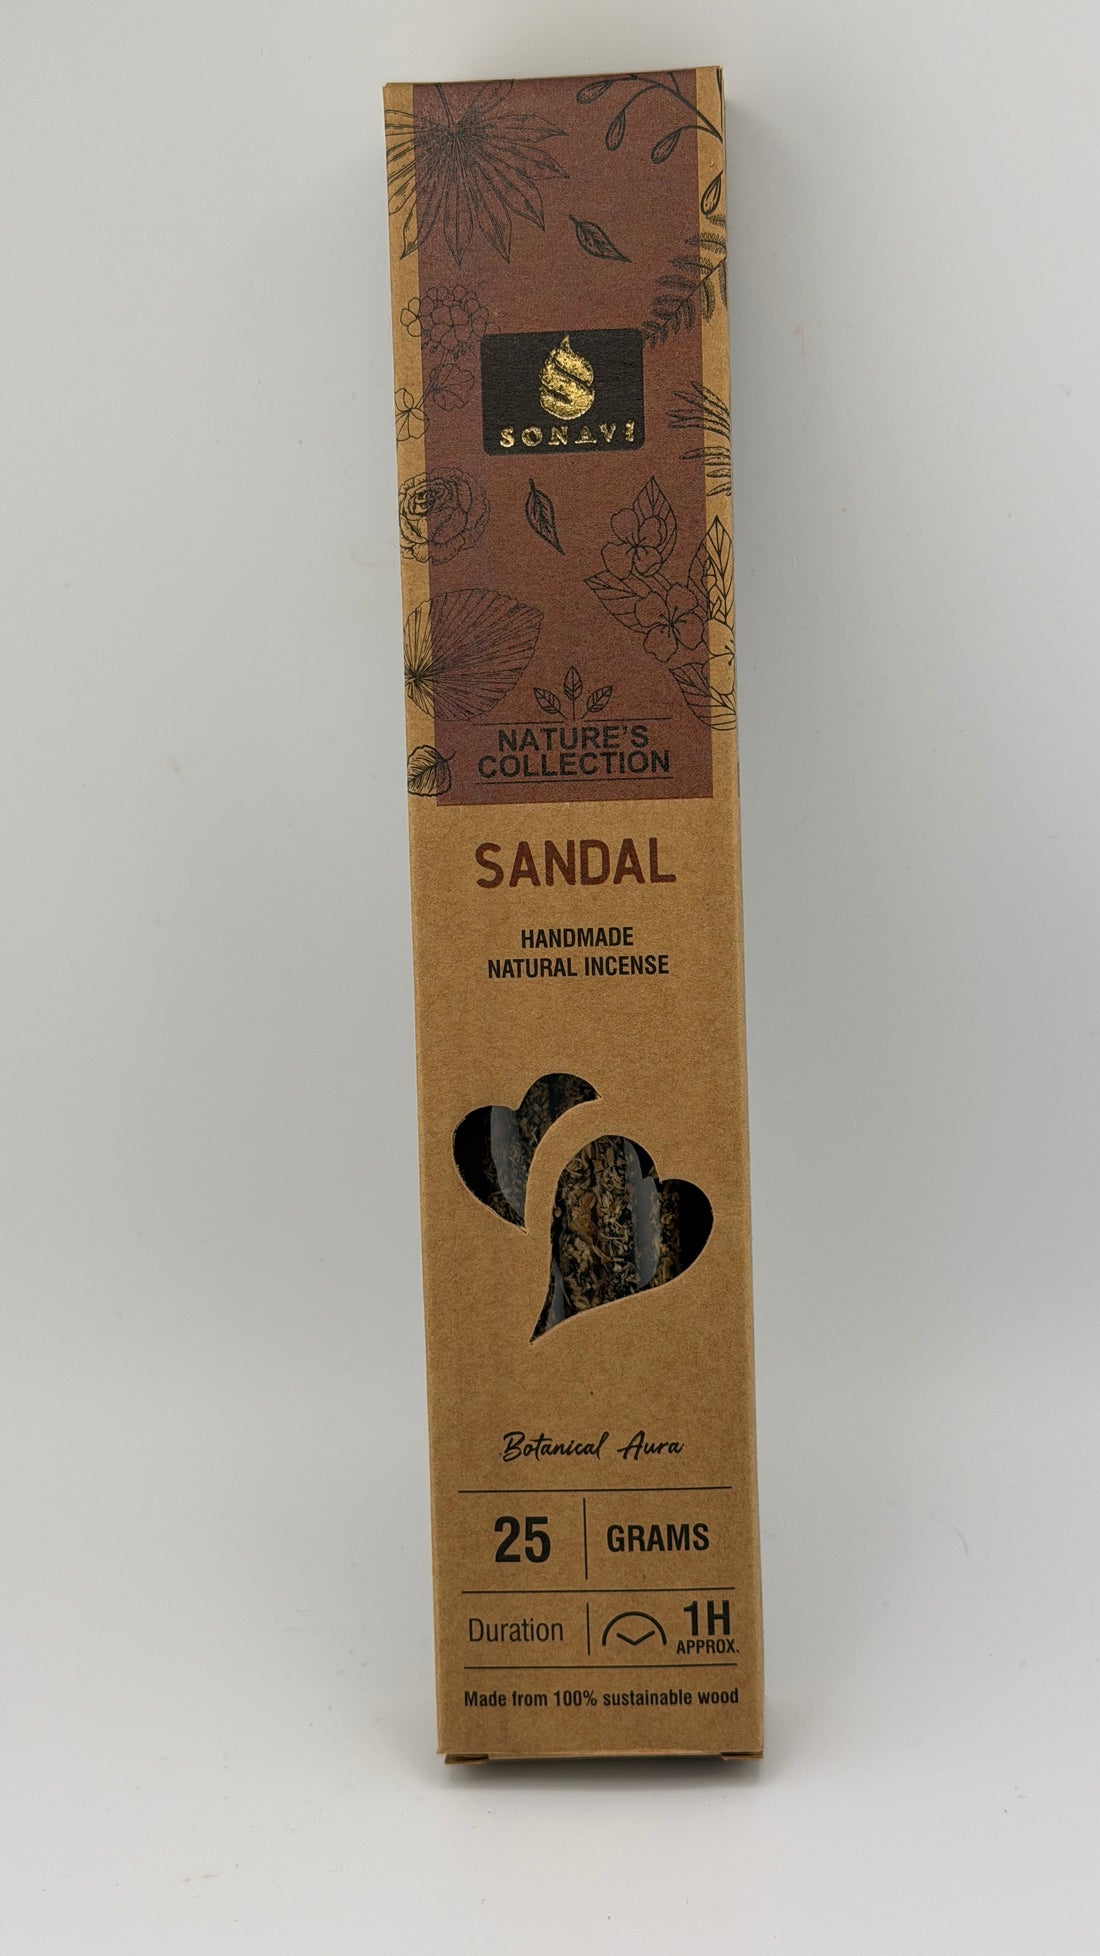 SONAVI
NATURE'S
COLLECTION
SANDAL
HANDMADE
NATURAL INCENSE
Botanical Aura
25 GRAMS
Duration 1H
APPROX.
Made from 100% sustainable wood